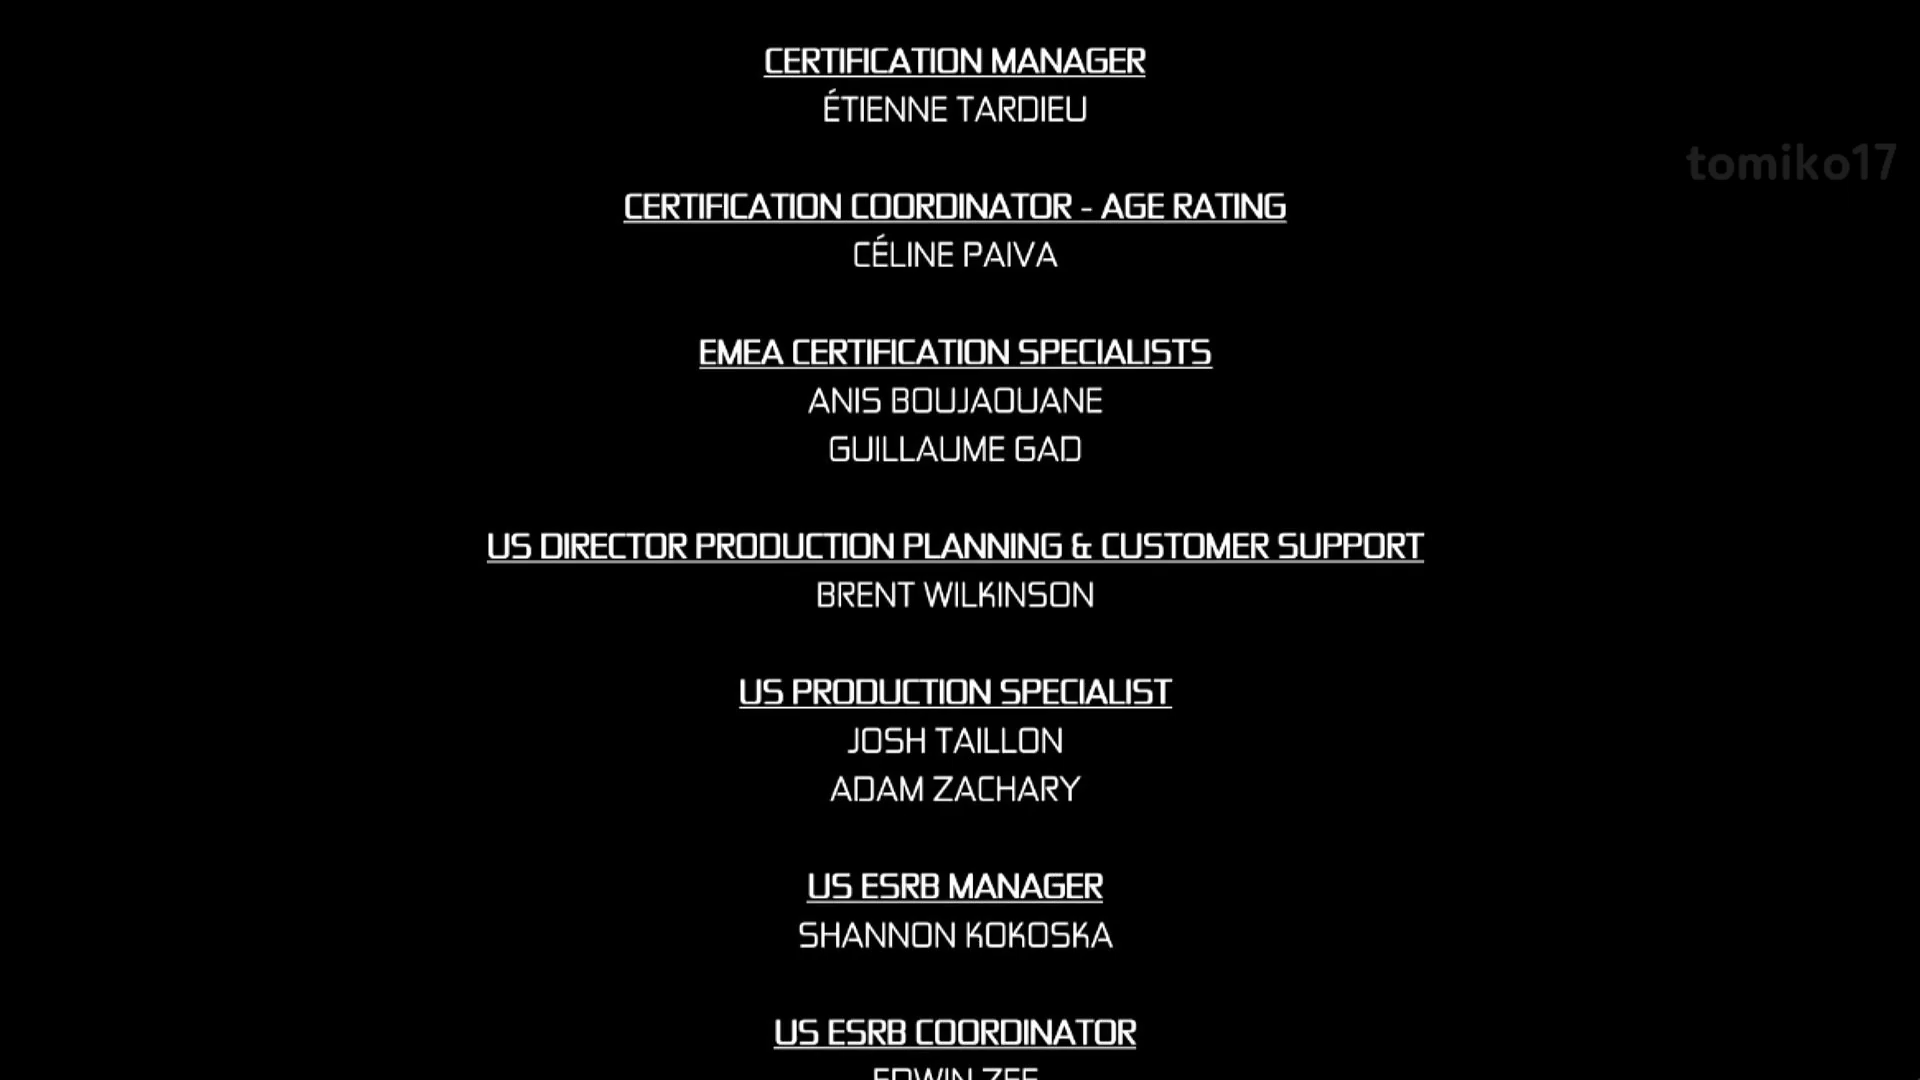 CERTIFICATION MANAGER
ÉTIENNE TARDIEU
tomiko17
CERTIFICATION COORDINATOR - AGE RATING
CÉLINE PAIVA
EMEA CERTIFICATION SPECIALISTS
ANIS BOUJAOUANE
GUILLAUME GAD
US DIRECTOR PRODUCTION PLANNING & CUSTOMER SUPPORT
BRENT WILKINSON
US PRODUCTION SPECIALIST
JOSH TAILLON
ADAM ZACHARY
US ESRB MANAGER
SHANNON KOKOSKA
US ESRB COORDINATOR
EDWIN ZEE